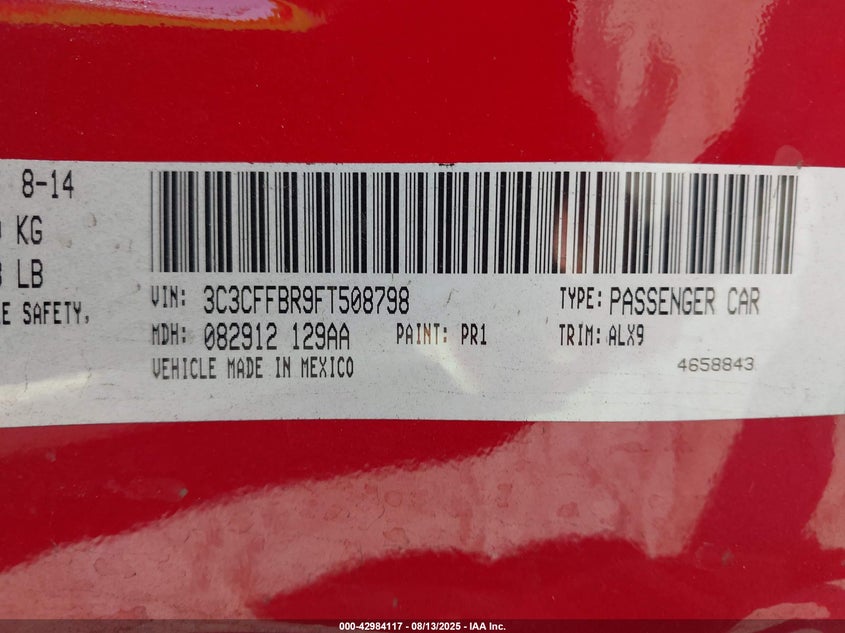 8-14
KG
LB
E SAFETY,
VIN: 3C3CFFBR9FT508798 TYPE: PASSENGER CAR
MDH: 082912 129AA PAINT: PR1 TRIM: ALX9
VEHICLE MADE IN MEXICO 4658843
000-42984117 - 08/13/2025 - IAA Inc.